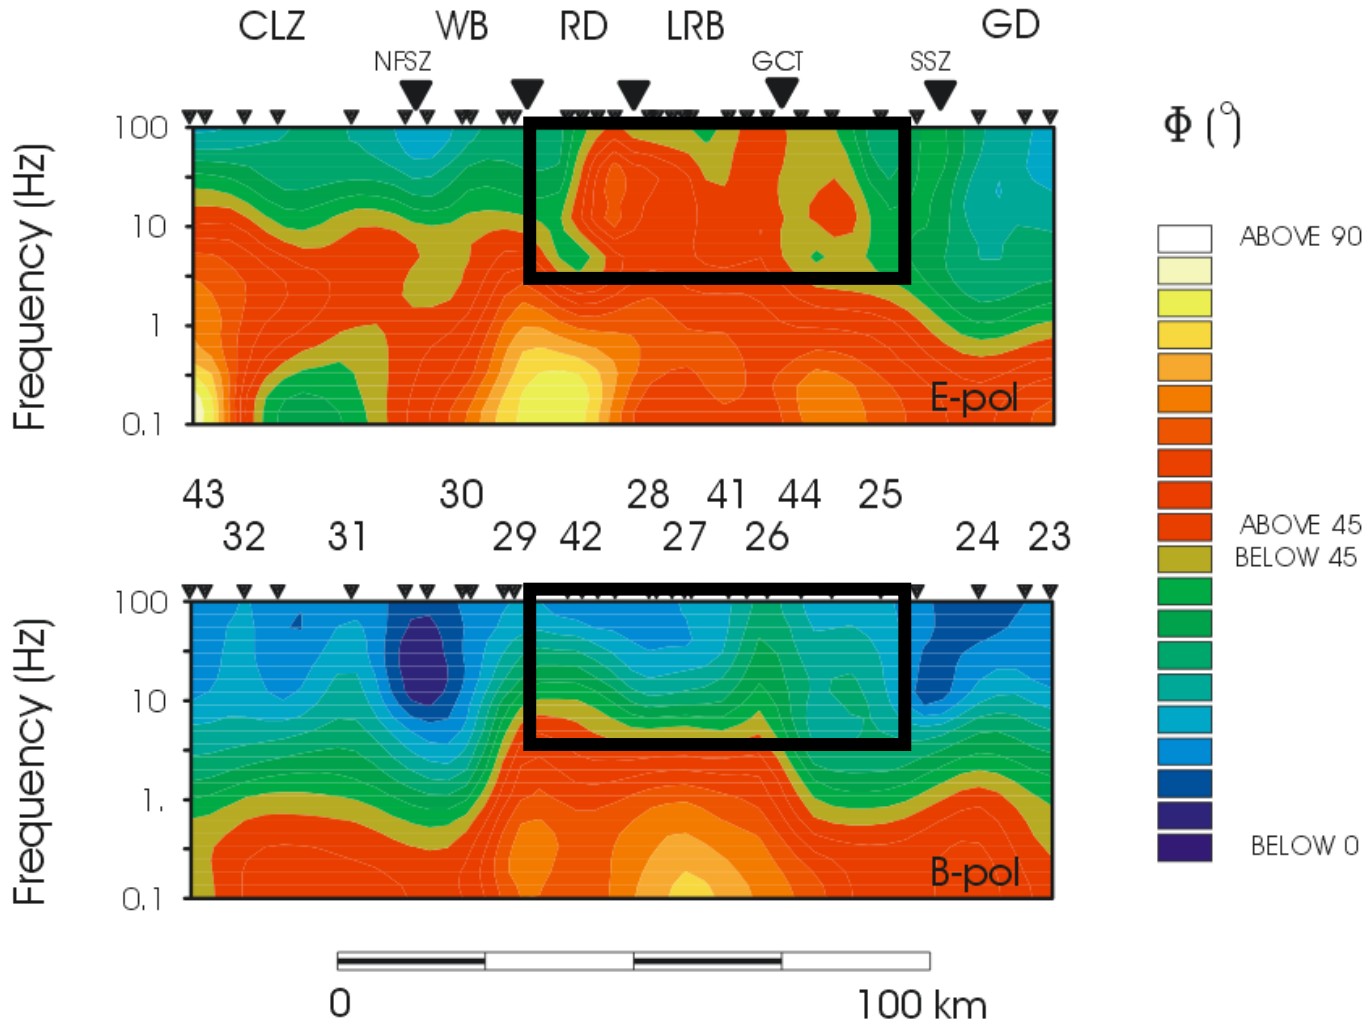 CLZ WB RD LRB GD
NFSZ GCT SSZ
Φ (°)
Frequency (Hz)
100
10
1
0.1
E-pol
ABOVE 90
ABOVE 45
BELOW 45
BELOW 0
43 30 28 41 44 25
32 31 29 42 27 26 24 23
Frequency (Hz)
100
10
1.
0.1
B-pol
0 100 km